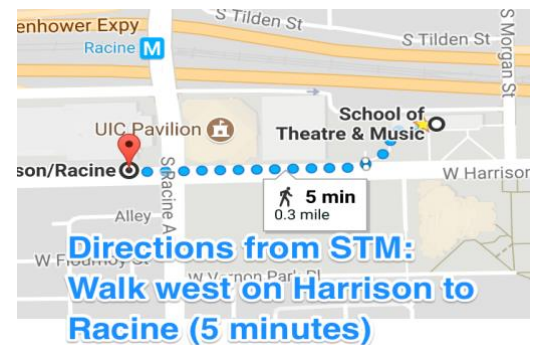 enhower Expy
S Tilden St
S Tilden St
Racine M
S Morgan St
School of
Theatre & Music
UIC Pavilion
son/Racine
S Racine A
W Harrison
5 min
0.3 mile
Alley
Directions from STM:
W Flournoy St
W Vernon Park Pl
Walk west on Harrison to
Racine (5 minutes)